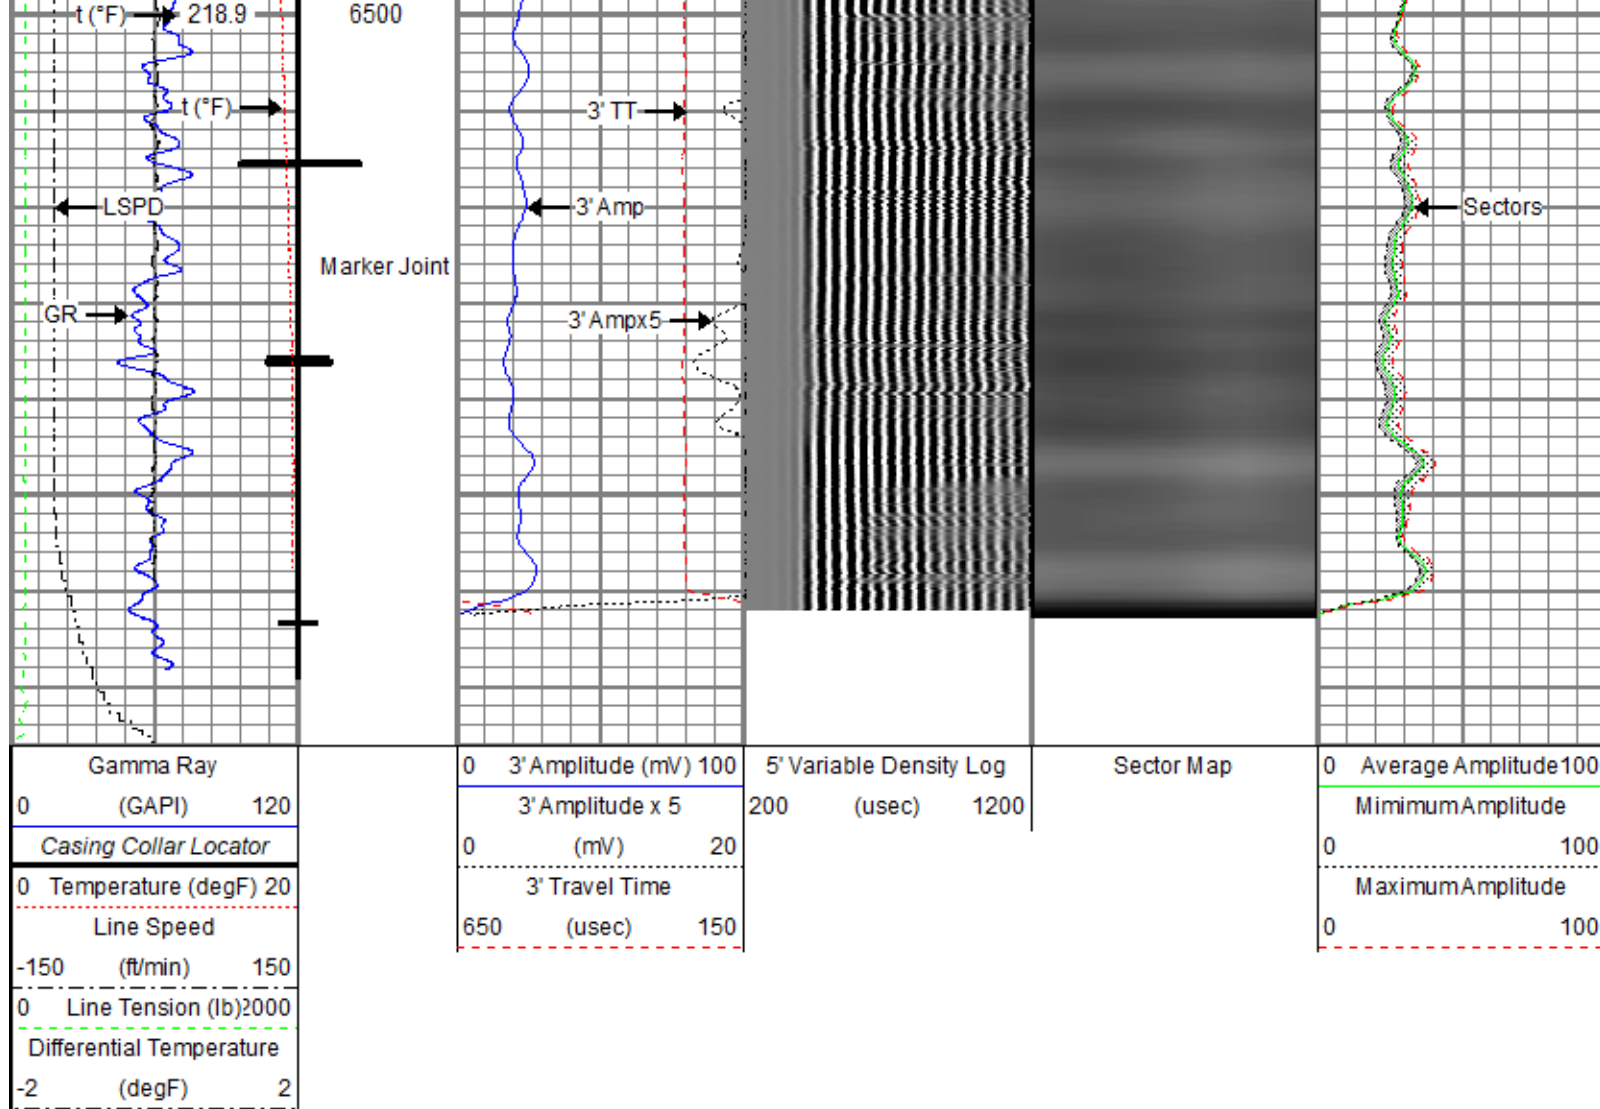 t (°F) 218.9 6500
t (°F) 3' TT
LSPD 3' Amp Sectors
Marker Joint
GR 3' Ampx5
Gamma Ray
0 (GAPI) 120
Casing Collar Locator
0 Temperature (degF) 20
Line Speed
-150 (ft/min) 150
0 Line Tension (lb) 2000
Differential Temperature
-2 (degF) 2
0 3' Amplitude (mV) 100
3' Amplitude x 5
0 (mV) 20
3' Travel Time
650 (usec) 150
5' Variable Density Log
200 (usec) 1200
Sector Map
0 Average Amplitude 100
Mimimum Amplitude
0 100
Maximum Amplitude
0 100